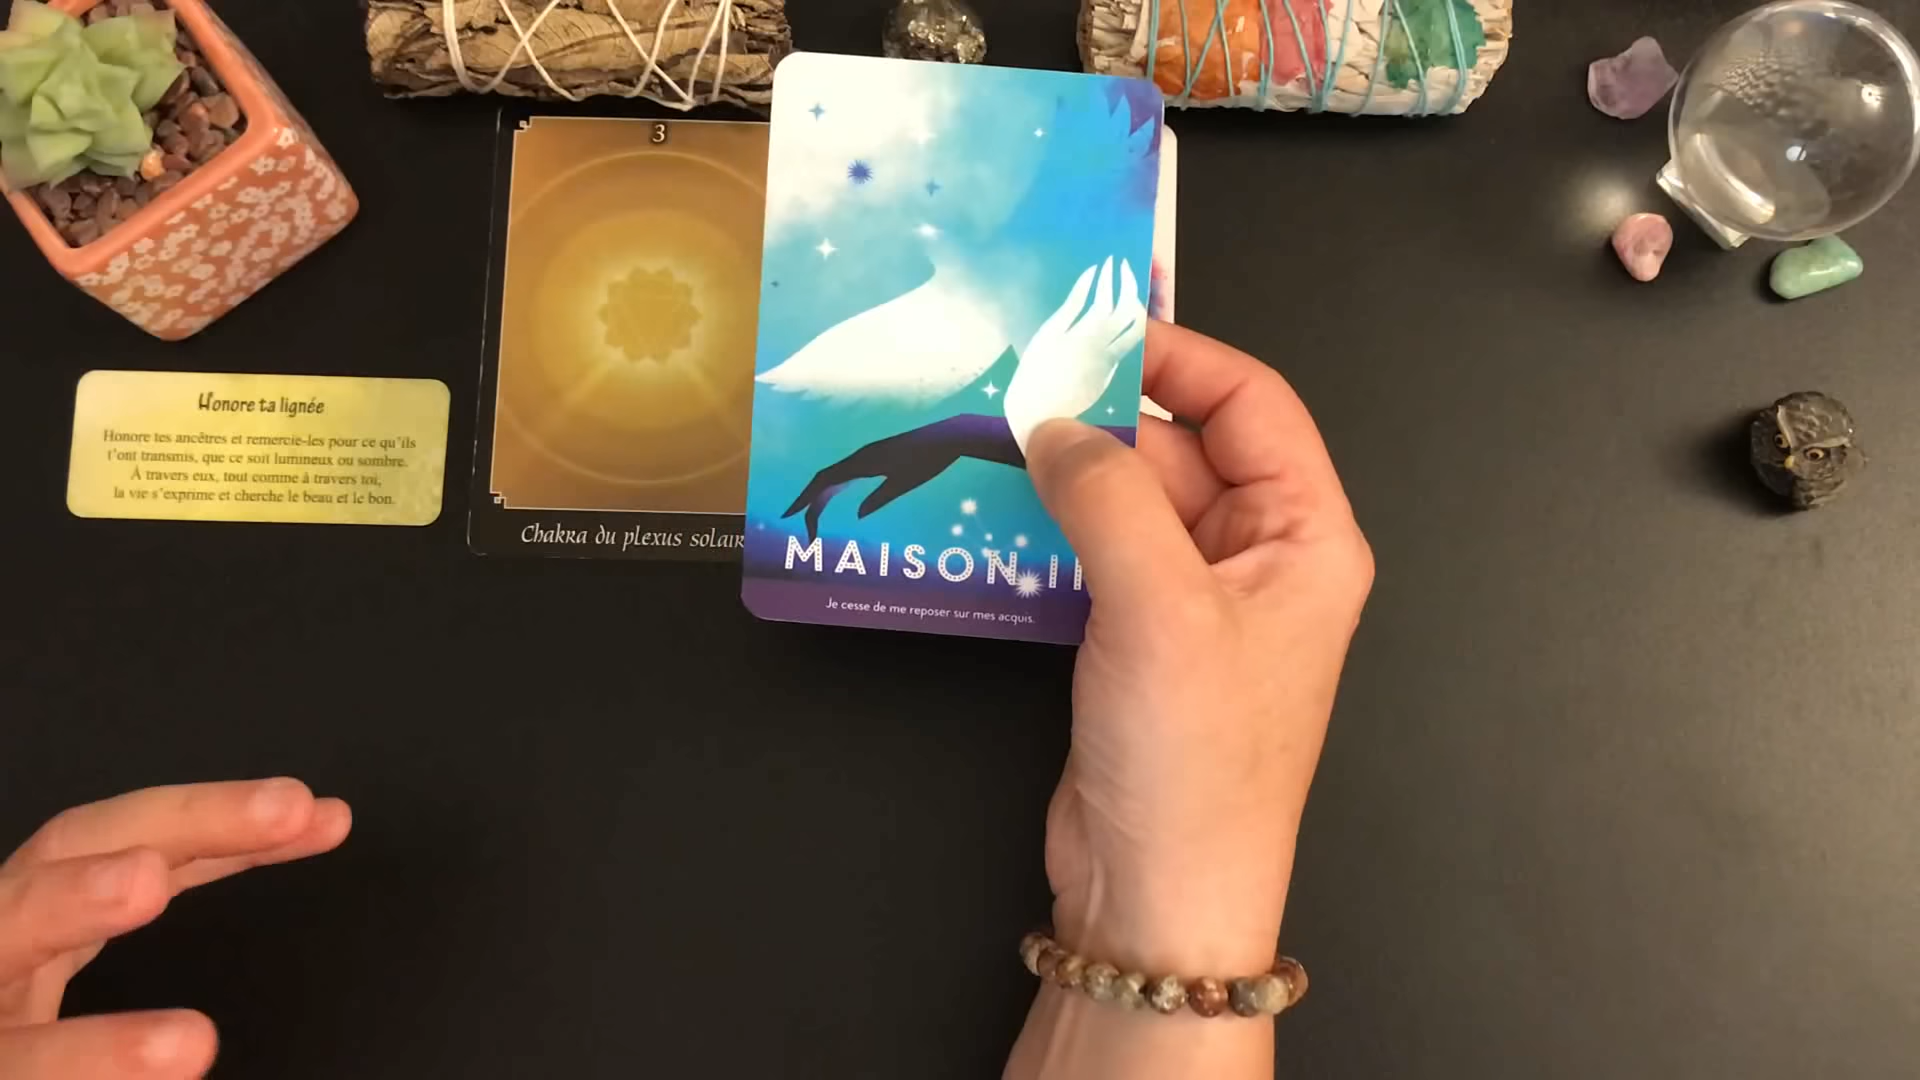 Honore ta lignée
Honore tes ancêtres et remercie-les pour ce qu'ils
t'ont transmis, que ce soit lumineux ou sombre.
À travers eux, tout comme à travers toi,
la vie s'exprime et cherche le beau et le bon.
3
Chakra du plexus solair
MAISON
Je cesse de me reposer sur mes acquis.